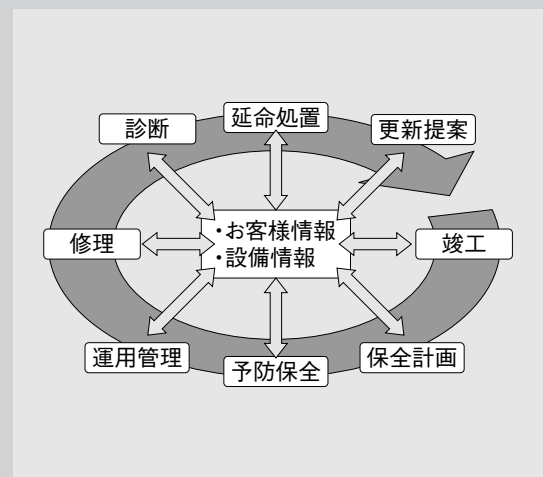 延命処置
診断
更新提案
・お客様情報
・設備情報
修理
竣工
運用管理
予防保全
保全計画